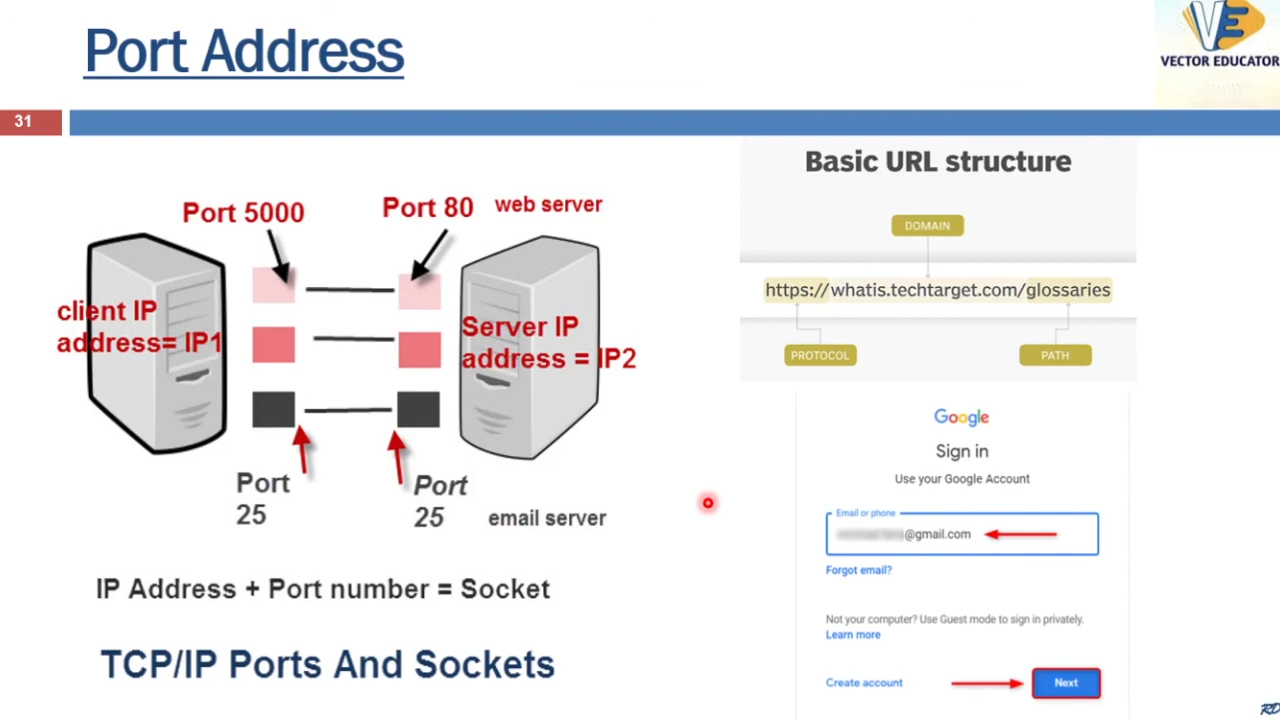 Port Address
VECTOR EDUCATOR
31
Port 5000
Port 80
web server
client IP
address= IP1
Server IP
address = IP2
Port
25
Port
25
email server
IP Address + Port number = Socket
TCP/IP Ports And Sockets
Basic URL structure
DOMAIN
https://whatis.techtarget.com/glossaries
PROTOCOL
PATH
Google
Sign in
Use your Google Account
Email or phone
@gmail.com
Forgot email?
Not your computer? Use Guest mode to sign in privately.
Learn more
Create account
Next
RD